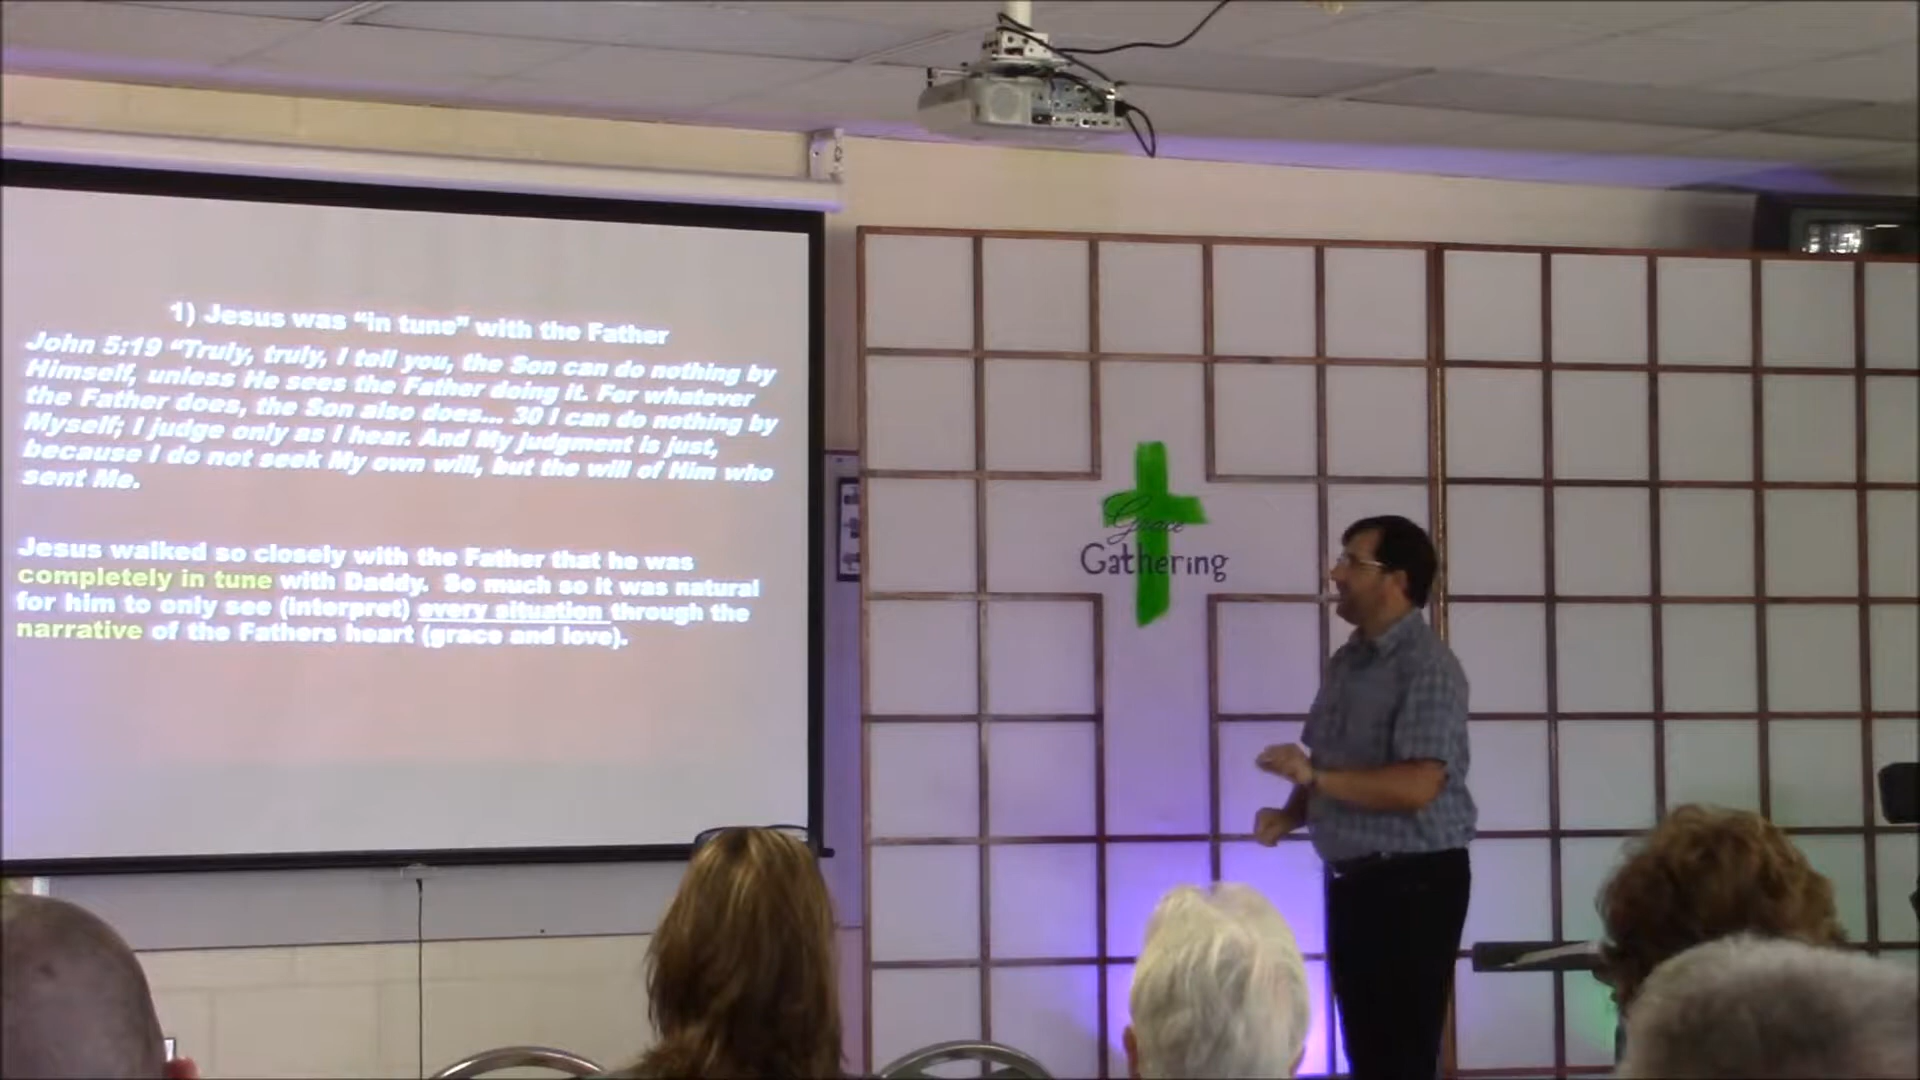 1) Jesus was “in tune” with the Father
John 5:19 “Truly, truly, I tell you, the Son can do nothing by
Himself, unless He sees the Father doing it. For whatever
the Father does, the Son also does... 30 I can do nothing by
Myself; I judge only as I hear. And My judgment is just,
because I do not seek My own will, but the will of Him who
sent Me.
Jesus walked so closely with the Father that he was
completely in tune with Daddy. So much so it was natural
for him to only see (interpret) every situation through the
narrative of the Fathers heart (grace and love).
Grace
Gathering